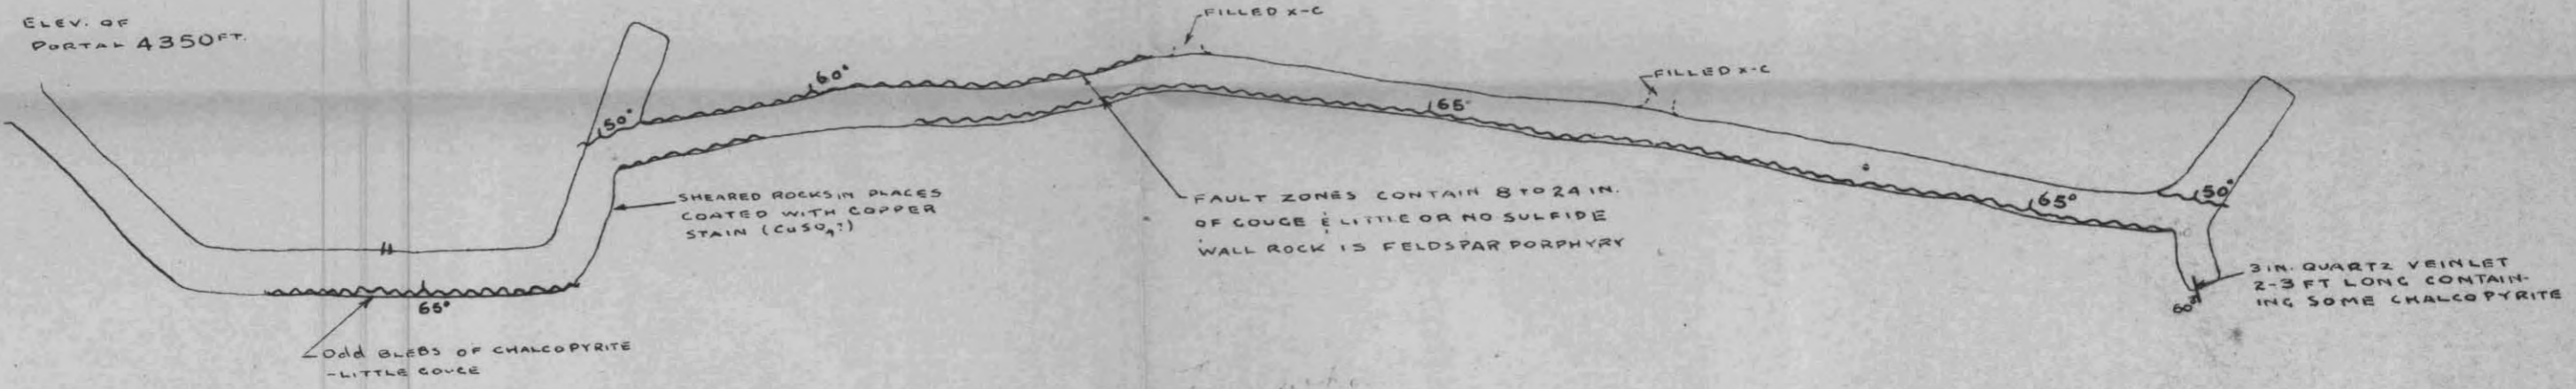 ELEV. OF
PORTAL 4350 FT.
FILLED X-C
60°
50°
FILLED X-C
65°
SHEARED ROCKS IN PLACES
COATED WITH COPPER
STAIN (CuSO4?)
FAULT ZONES CONTAIN 8 TO 24 IN.
OF GOUGE & LITTLE OR NO SULFIDE
WALL ROCK IS FELDSPAR PORPHYRY
65°
50°
65°
3 IN. QUARTZ VEINLET
2-3 FT LONG CONTAIN-
ING SOME CHALCOPYRITE
60°
Odd BLEBS OF CHALCOPYRITE
-LITTLE GOUGE